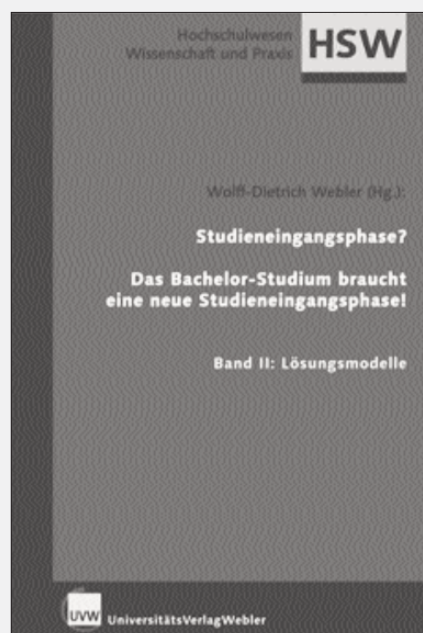 Hochschulwesen
Wissenschaft und Praxis
HSW
Wolff-Dietrich Webler (Hg.):
Studieneingangsphase?
Das Bachelor-Studium braucht
eine neue Studieneingangsphase!
Band II: Lösungsmodelle
UVW UniversitätsVerlagWebler